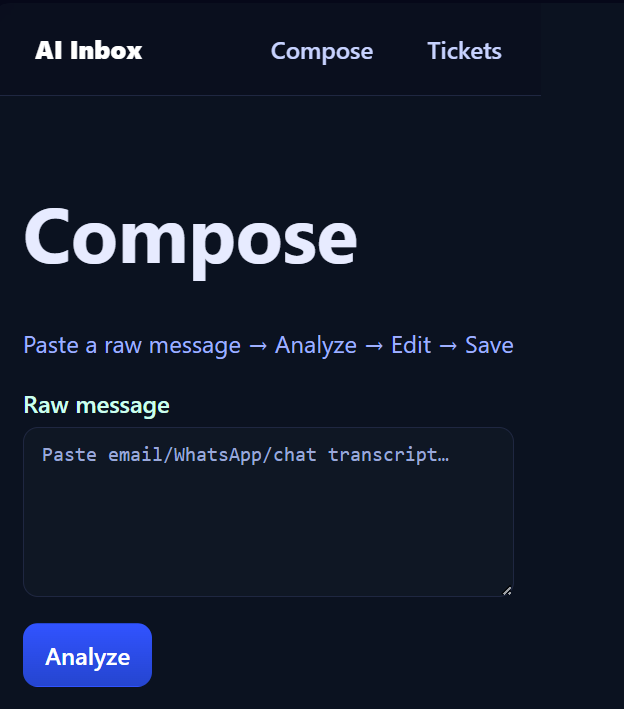 AI Inbox Compose Tickets
Compose
Paste a raw message → Analyze → Edit → Save
Raw message
Paste email/WhatsApp/chat transcript…
Analyze